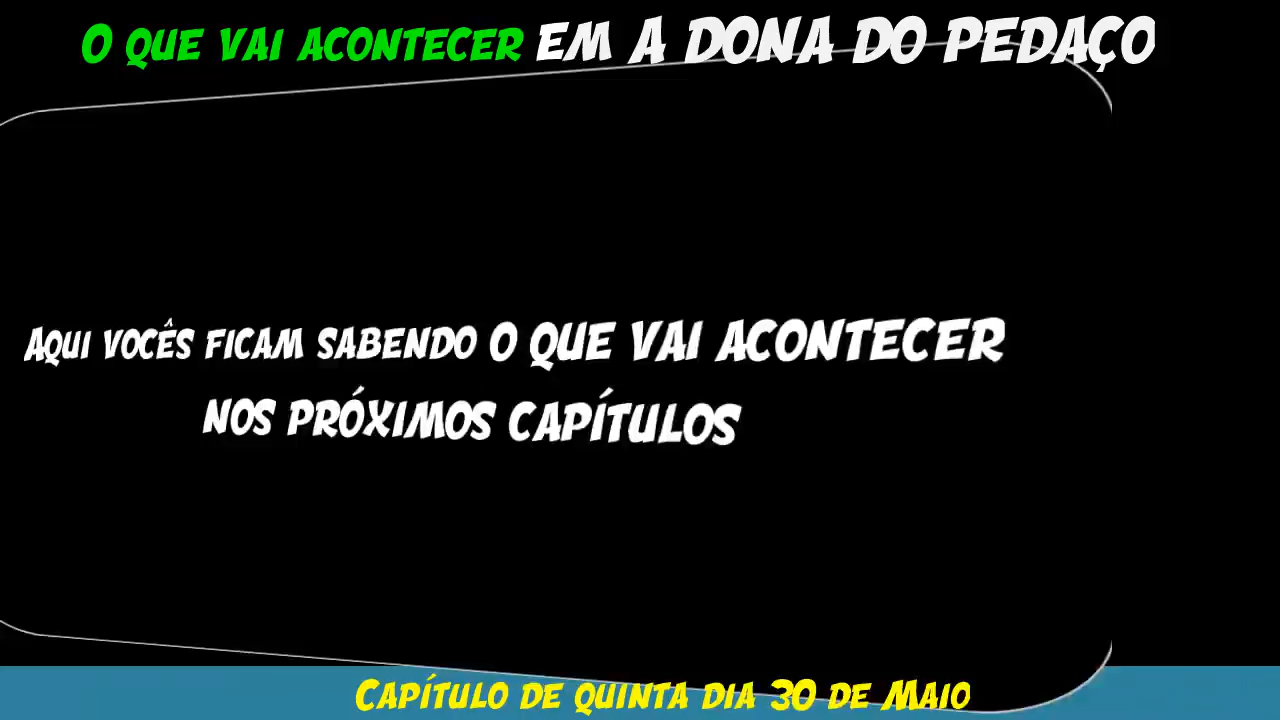 O que vai acontecer em A Dona do Pedaço
Aqui vocês ficam sabendo o que vai acontecer
nos próximos capítulos
Capítulo de quinta dia 30 de Maio